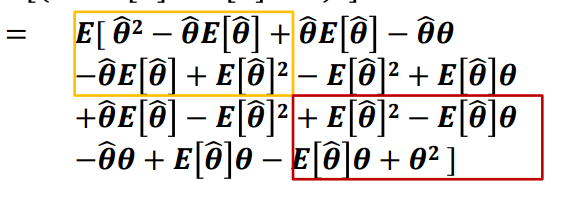 = E[ θ̂² − θ̂E[θ̂] + θ̂E[θ̂] − θ̂θ
−θ̂E[θ̂] + E[θ̂]² − E[θ̂]² + E[θ̂]θ
+θ̂E[θ̂] − E[θ̂]² + E[θ̂]² − E[θ̂]θ
−θ̂θ + E[θ̂]θ − E[θ̂]θ + θ² ]